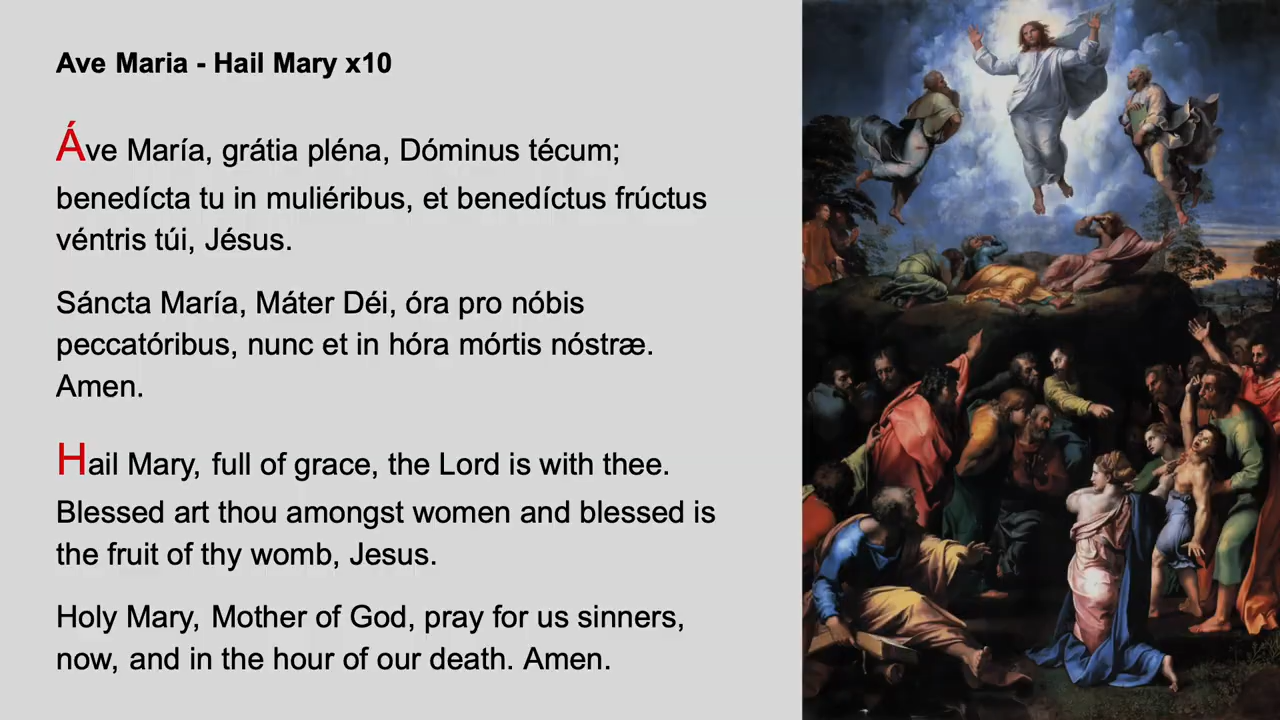 Ave Maria - Hail Mary x10
Áve María, grátia pléna, Dóminus técum;
benedícta tu in muliéribus, et benedíctus frúctus
véntris túi, Jésus.
Sáncta María, Máter Déi, óra pro nóbis
peccatóribus, nunc et in hóra mórtis nóstræ.
Amen.
Hail Mary, full of grace, the Lord is with thee.
Blessed art thou amongst women and blessed is
the fruit of thy womb, Jesus.
Holy Mary, Mother of God, pray for us sinners,
now, and in the hour of our death. Amen.